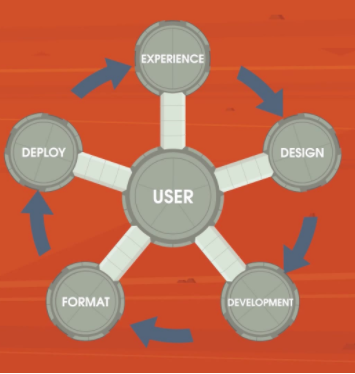 EXPERIENCE
DEPLOY
DESIGN
USER
FORMAT
DEVELOPMENT